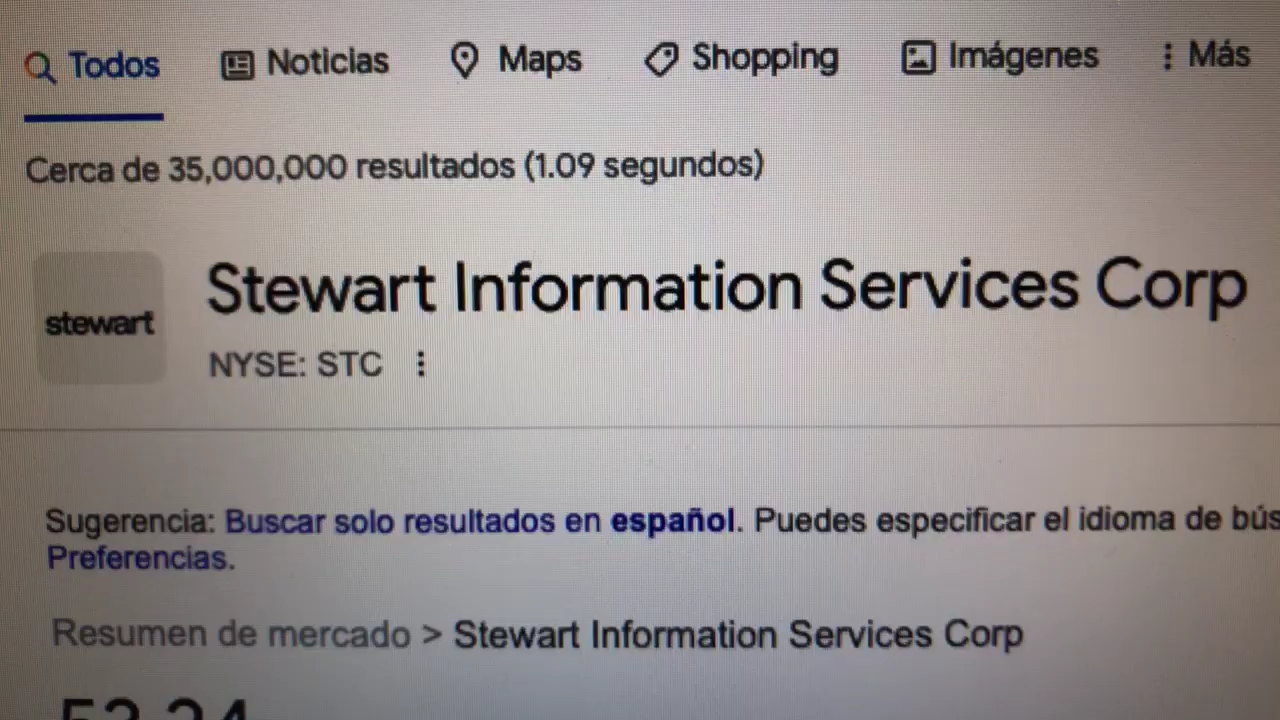 Todos Noticias Maps Shopping Imágenes Más
Cerca de 35,000,000 resultados (1.09 segundos)
stewart
Stewart Information Services Corp
NYSE: STC
Sugerencia: Buscar solo resultados en español. Puedes especificar el idioma de bús
Preferencias.
Resumen de mercado > Stewart Information Services Corp